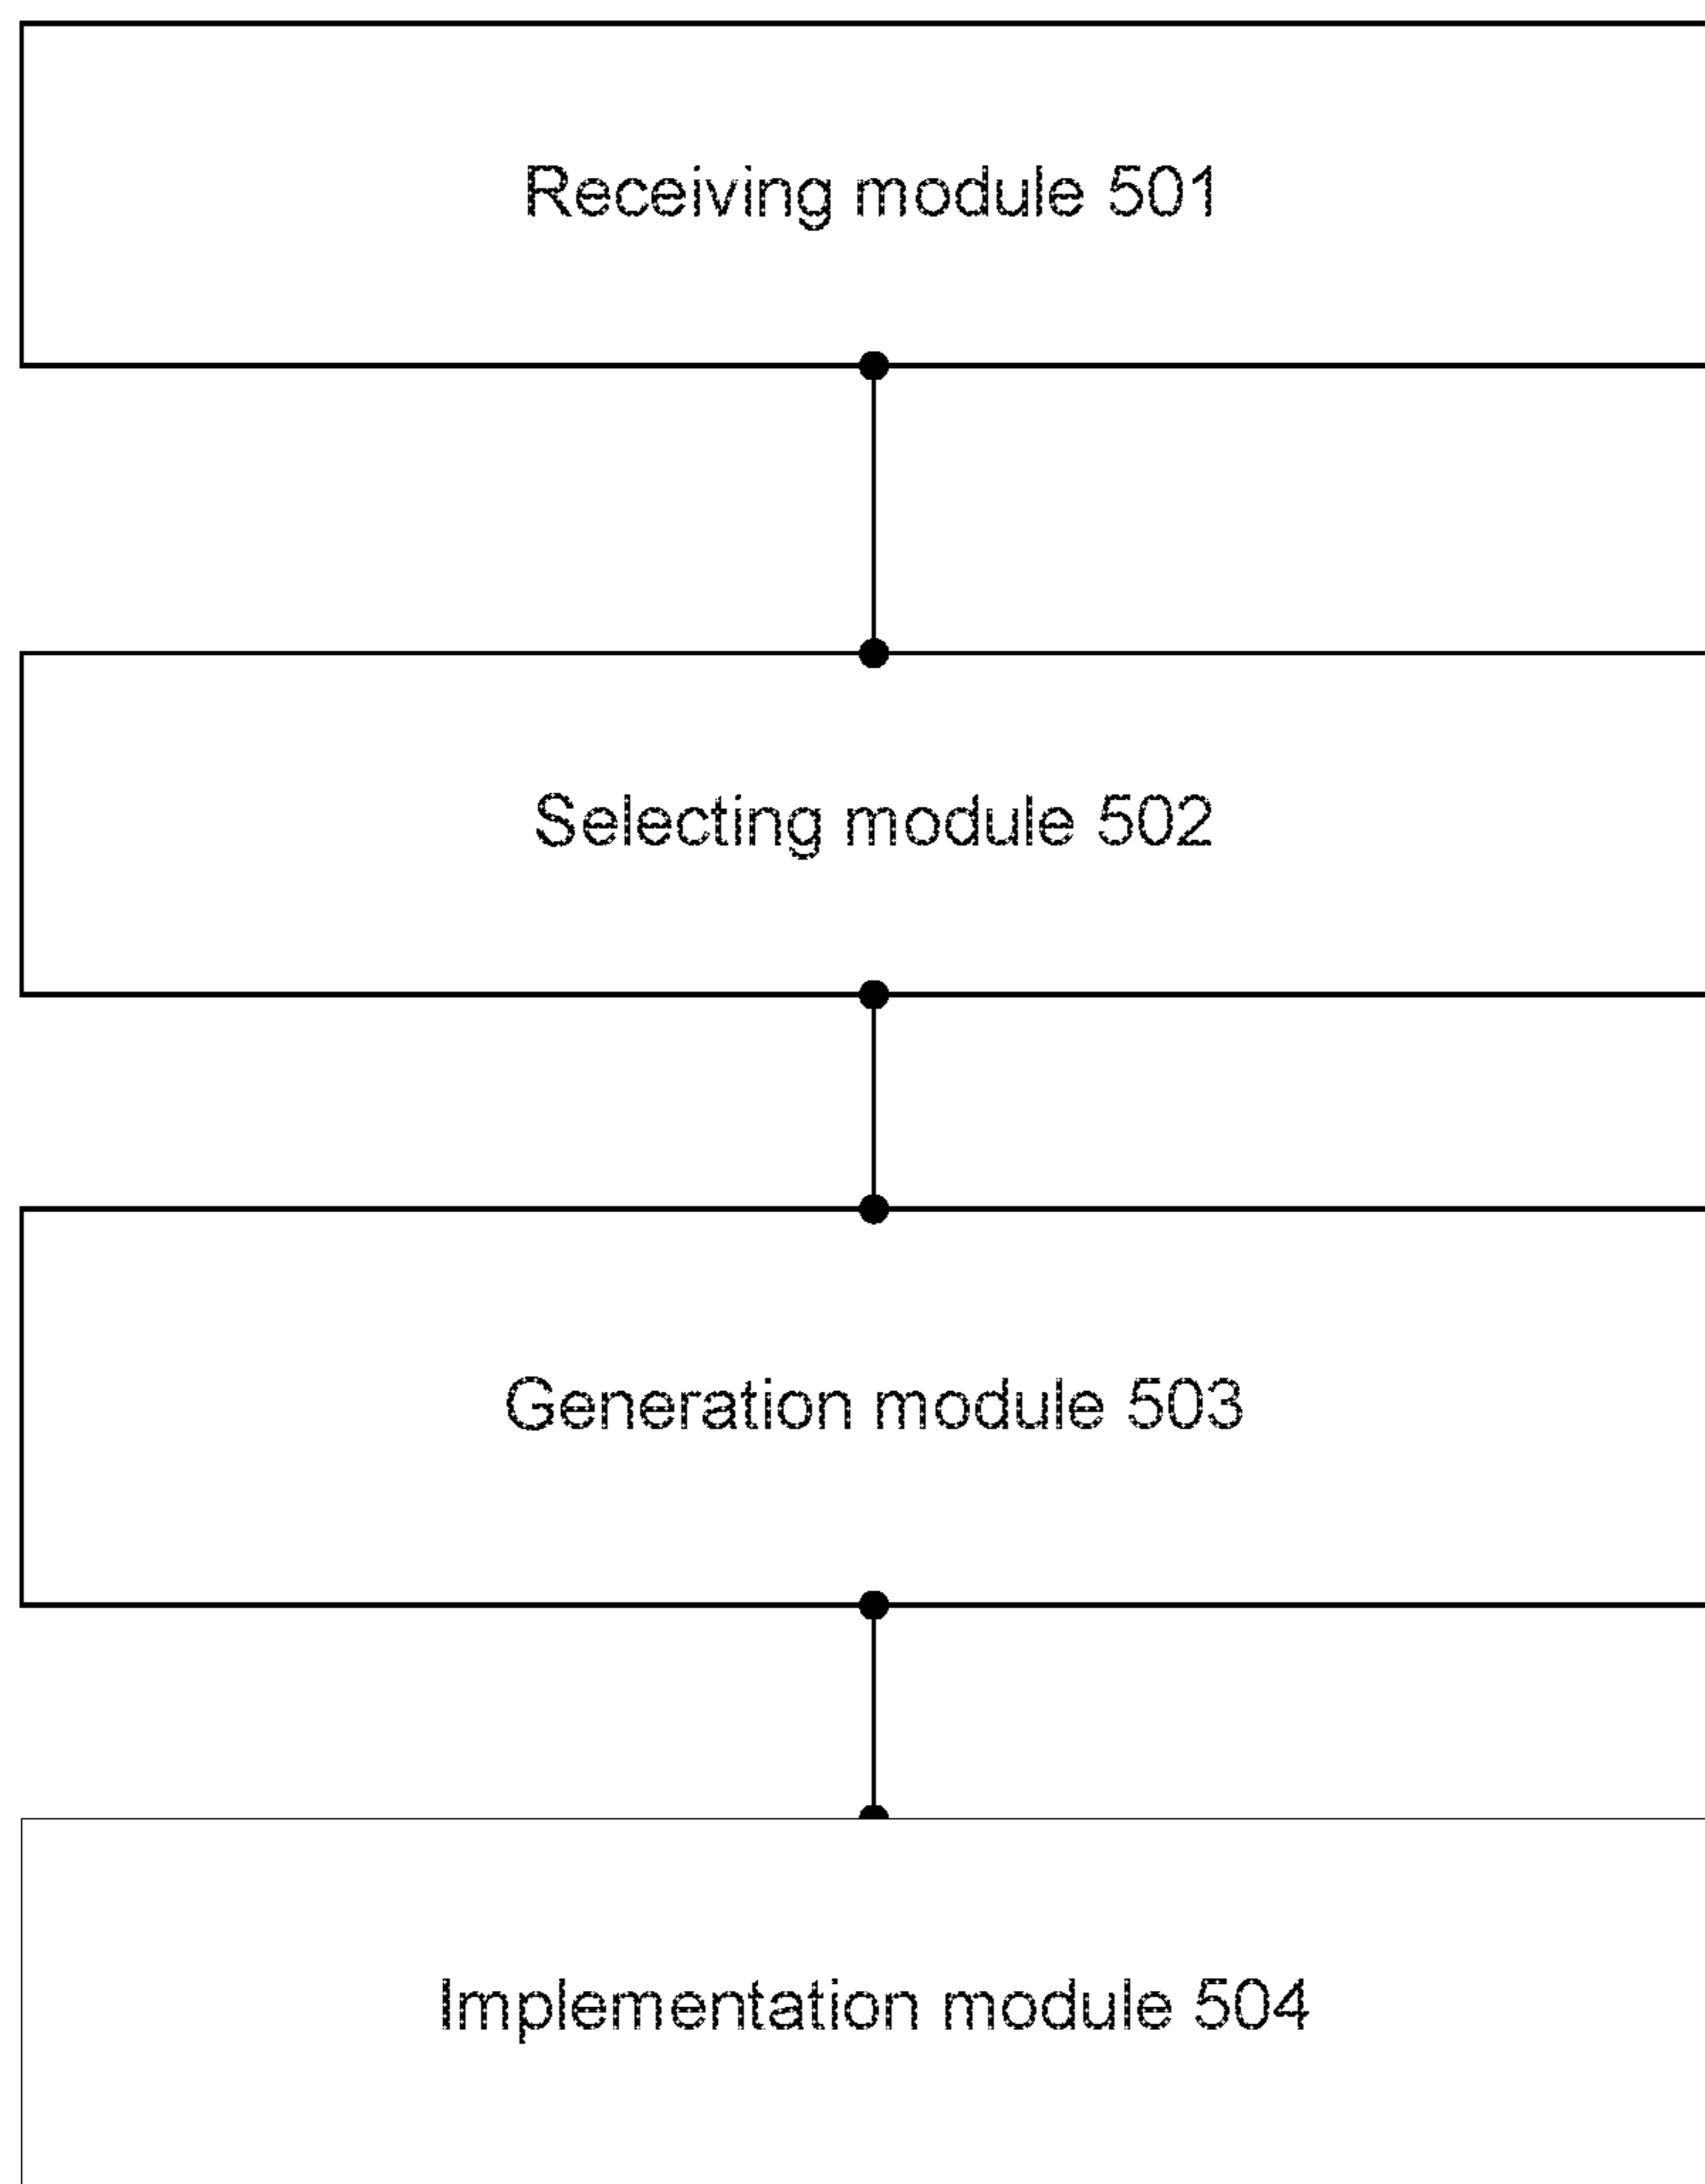 Receiving module 501
Selecting module 502
Generation module 503
Implementation module 504